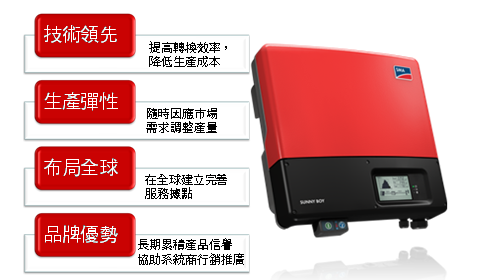 技術領先
提高轉換效率，
降低生產成本
生產彈性
隨時因應市場
需求調整產量
布局全球
在全球建立完善
服務據點
品牌優勢
長期累積產品信譽
協助系統商行銷推廣
SMA
SUNNY BOY